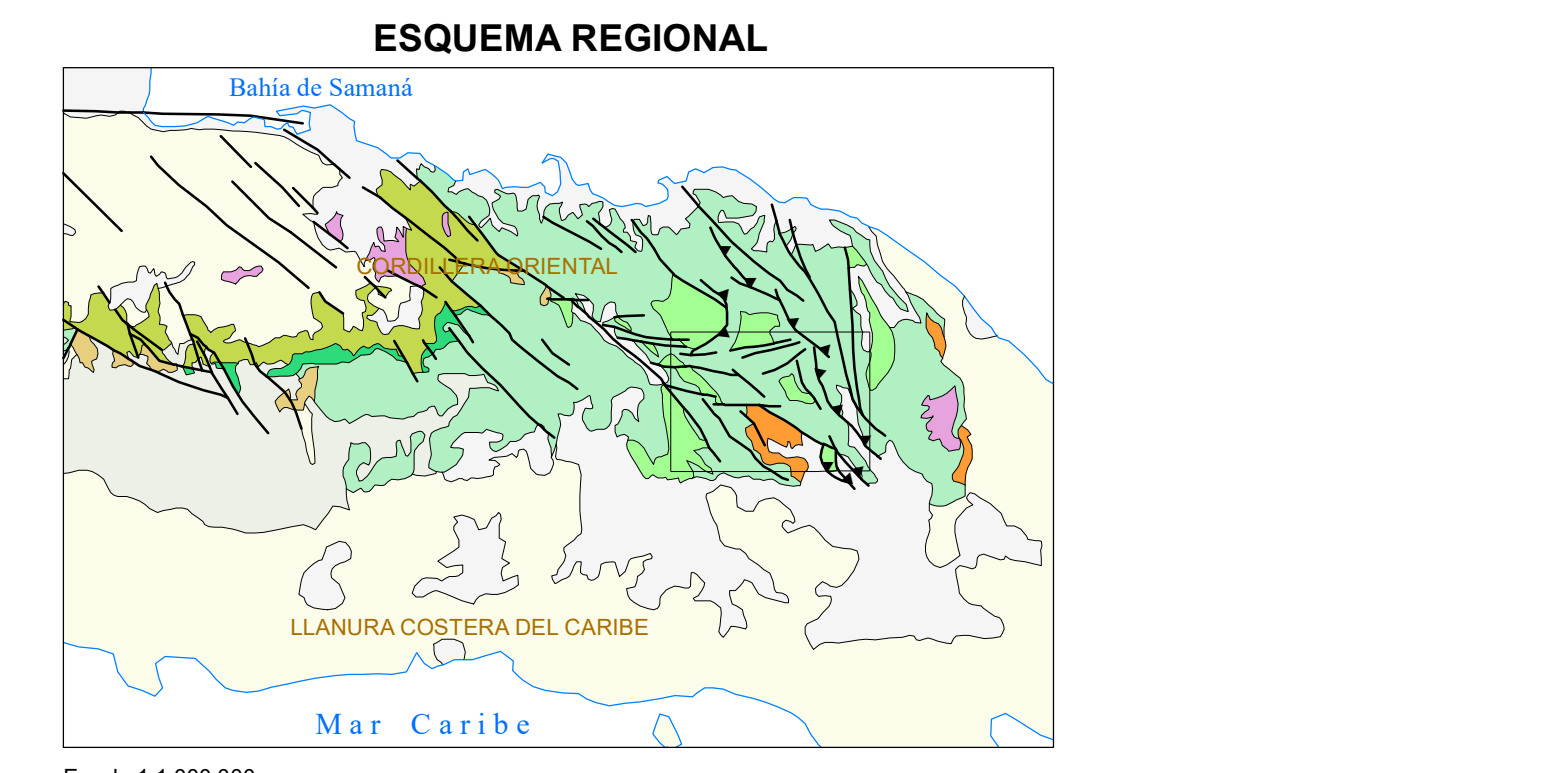 ESQUEMA REGIONAL
Bahía de Samaná
CORDILLERA ORIENTAL
LLANURA COSTERA DEL CARIBE
Mar Caribe